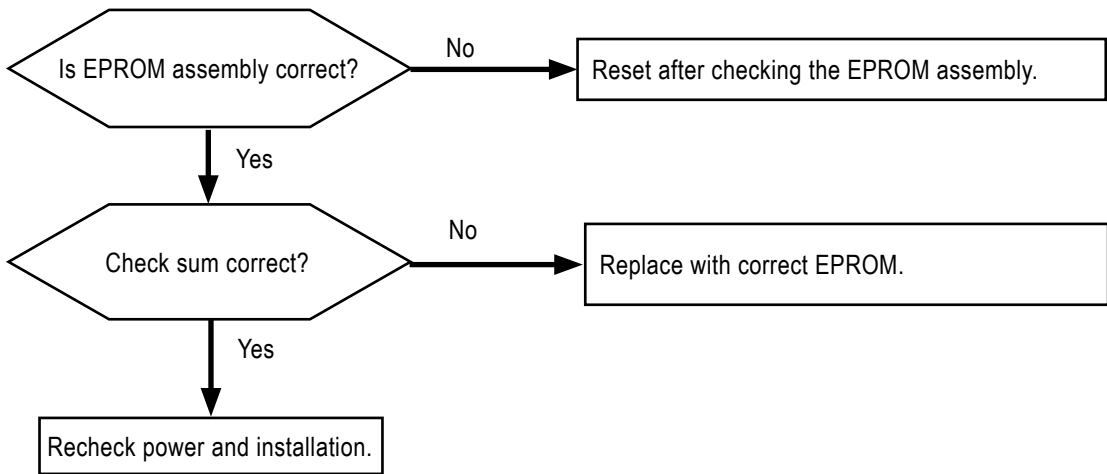 Is EPROM assembly correct?
No
Reset after checking the EPROM assembly.
Yes
Check sum correct?
No
Replace with correct EPROM.
Yes
Recheck power and installation.